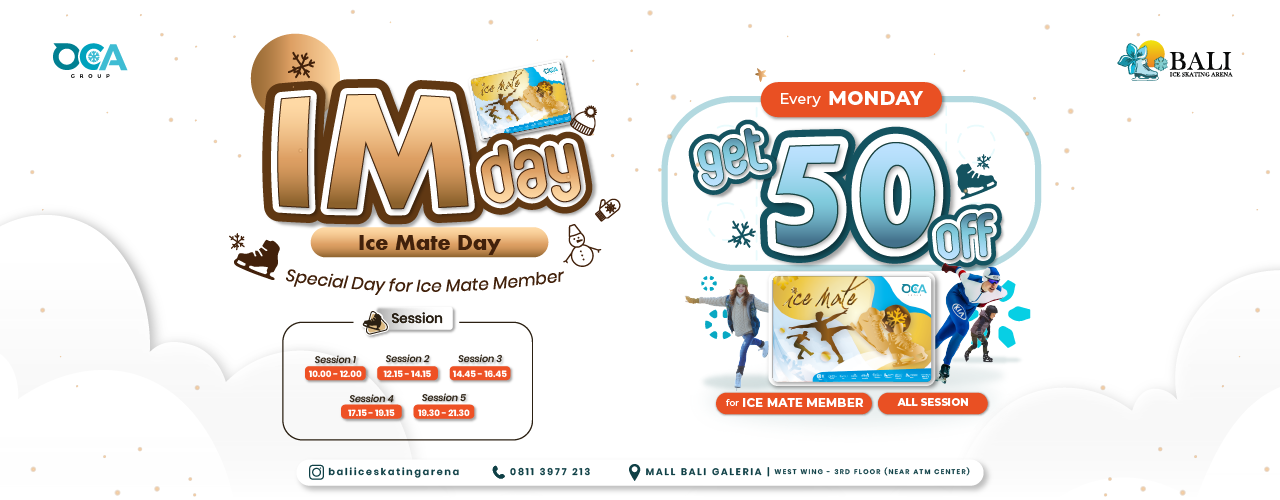 OCA
GROUP
BALI
ICE SKATING ARENA
IM
day
ice Mate
OCA
Ice Mate Day
Special Day for Ice Mate Member
Session
Session 1
10.00 - 12.00
Session 2
12.15 - 14.15
Session 3
14.45 - 16.45
Session 4
17.15 - 19.15
Session 5
19.30 - 21.30
Every MONDAY
get
50
off
ice Mate
OCA
KIA
for ICE MATE MEMBER
ALL SESSION
baliiceskatingarena
0811 3977 213
MALL BALI GALERIA | WEST WING - 3RD FLOOR (NEAR ATM CENTER)